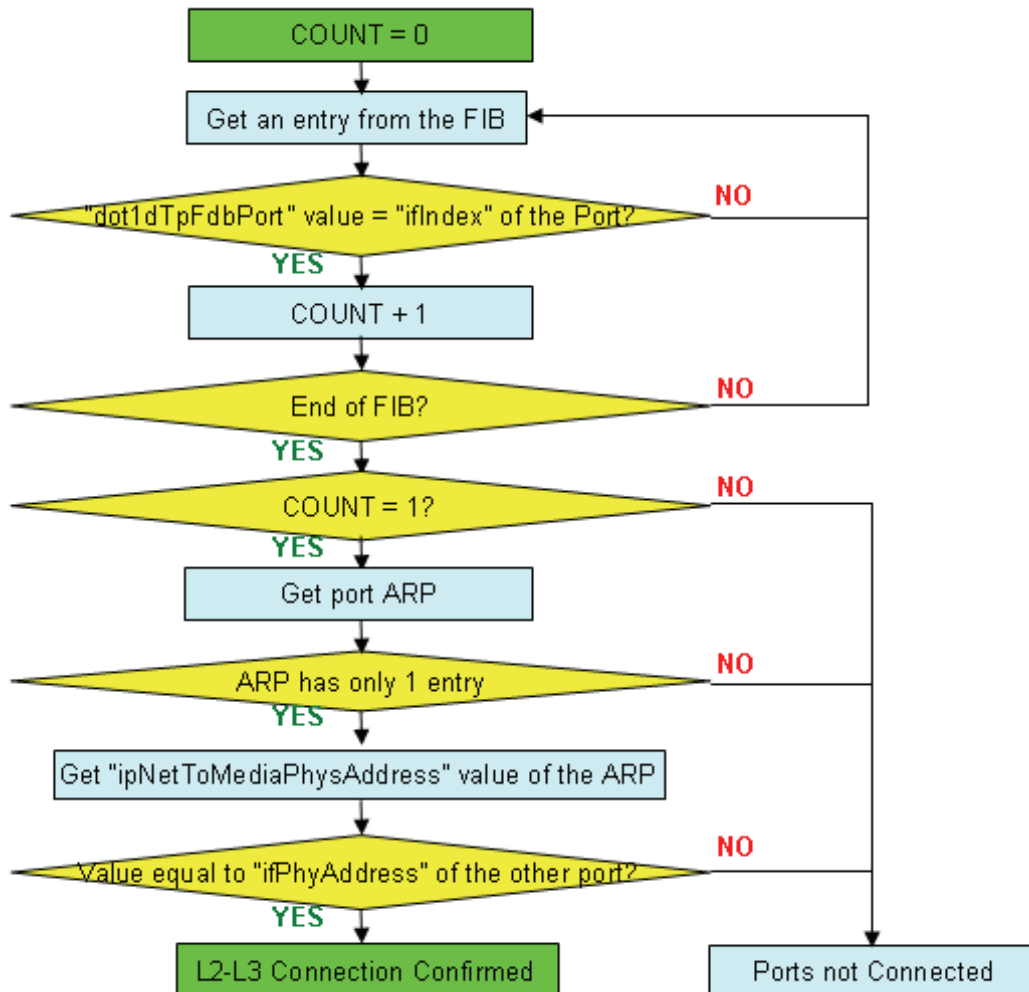 COUNT = 0
Get an entry from the FIB
"dot1dTpFdbPort" value = "ifIndex" of the Port?
NO
YES
COUNT + 1
End of FIB?
NO
YES
COUNT = 1?
NO
YES
Get port ARP
ARP has only 1 entry
NO
YES
Get "ipNetToMediaPhysAddress" value of the ARP
Value equal to "ifPhyAddress" of the other port?
NO
YES
L2-L3 Connection Confirmed
Ports not Connected